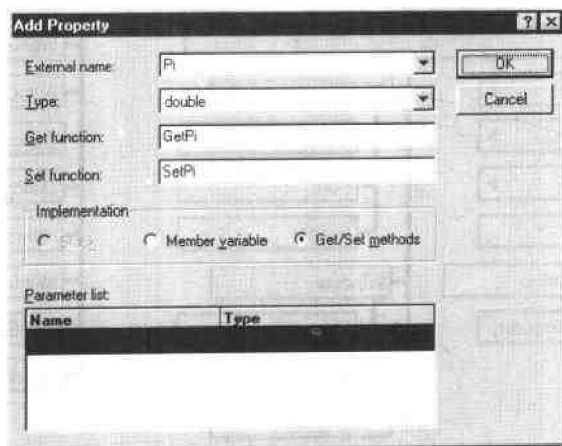 Add Property
External name: Pi
OK
Type: double
Cancel
Get function: GetPi
Set function: SetPi
Implementation
Stock
Member variable
Get/Set methods
Parameter list:
Name Type